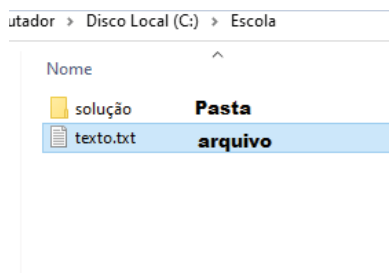 utador > Disco Local (C:) > Escola
Nome
solução Pasta
texto.txt arquivo